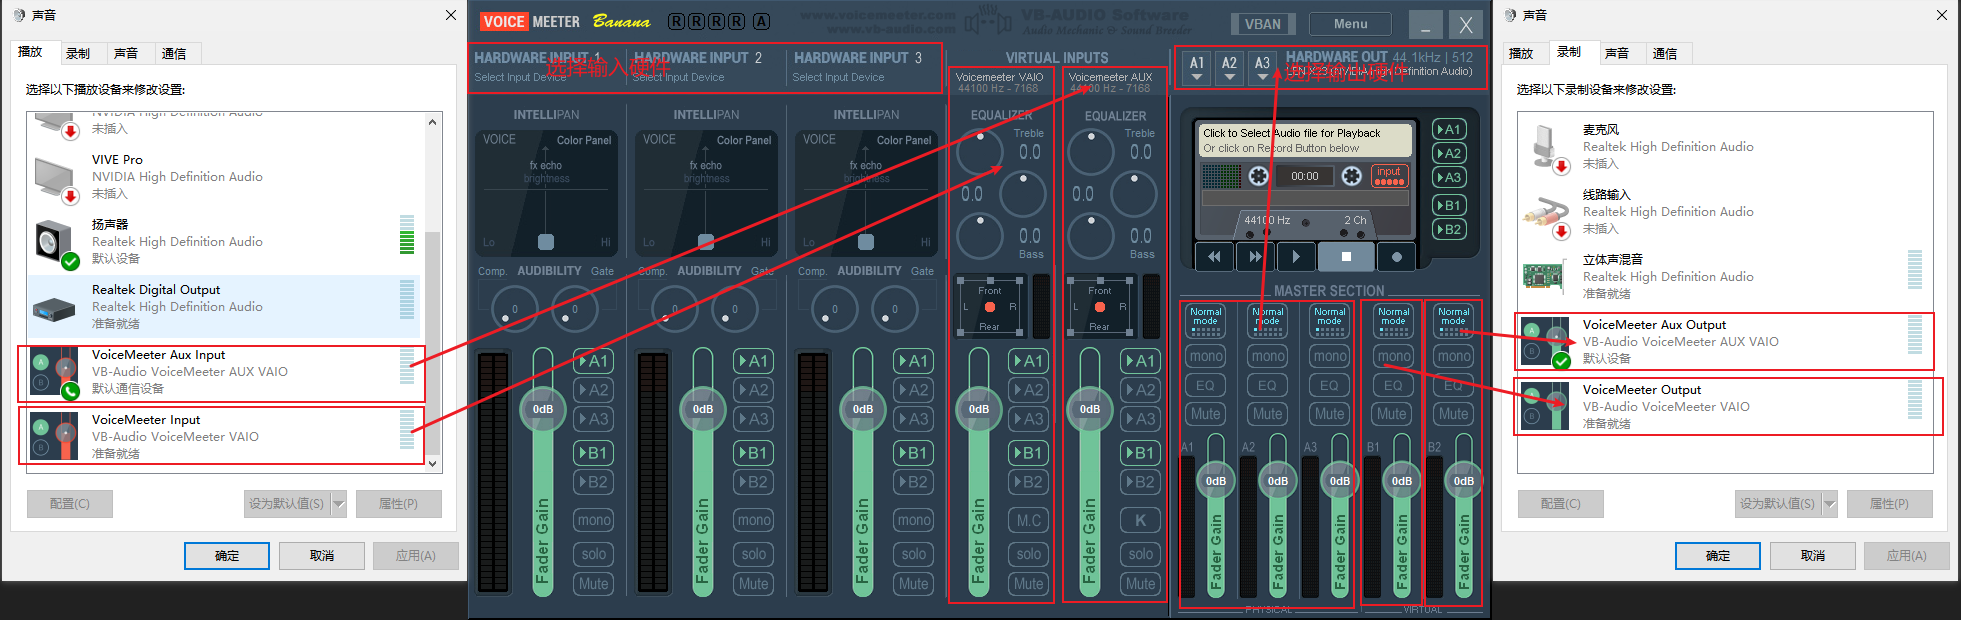 声音
播放
录制
声音
通信
选择以下播放设备来修改设置:
NVIDIA High Definition Audio
未插入
VIVE Pro
NVIDIA High Definition Audio
未插入
扬声器
Realtek High Definition Audio
默认设备
Realtek Digital Output
Realtek High Definition Audio
准备就绪
VoiceMeeter Aux Input
VB-Audio VoiceMeeter AUX VAIO
默认通信设备
VoiceMeeter Input
VB-Audio VoiceMeeter VAIO
准备就绪
配置(C)
设为默认值(S)
属性(P)
确定
取消
应用(A)
VOICE MEETER Banana
R R R R A
www.voicemeeter.com
www.vb-audio.com
VB-AUDIO Software
Audio Mechanic & Sound Breeder
VBAN
Menu
_
X
HARDWARE INPUT 1
Select Input Device
选择输入硬件
HARDWARE INPUT 2
Select Input Device
HARDWARE INPUT 3
Select Input Device
VIRTUAL INPUTS
Voicemeeter VAIO
44100 Hz - 7168
Voicemeeter AUX
44100 Hz - 7168
A1
A2
A3
HARDWARE OUT 44.1kHz | 512
(NVIDIA High Definition Audio)
选择输出硬件
INTELLIPAN
VOICE
Color Panel
fx echo
brightness
Lo
Hi
INTELLIPAN
VOICE
Color Panel
fx echo
brightness
Lo
Hi
INTELLIPAN
VOICE
Color Panel
fx echo
brightness
Lo
Hi
Comp. AUDIBILITY Gate
0
0
Comp. AUDIBILITY Gate
0
0
Comp. AUDIBILITY Gate
0
0
EQUALIZER
Treble
0.0
0.0
0.0
Bass
EQUALIZER
Treble
0.0
0.0
0.0
Bass
Front
L
R
Rear
Front
L
R
Rear
A1
A2
A3
B1
B2
mono
solo
Mute
0dB
Fader Gain
A1
A2
A3
B1
B2
mono
solo
Mute
0dB
Fader Gain
A1
A2
A3
B1
B2
mono
solo
Mute
0dB
Fader Gain
A1
A2
A3
B1
B2
M.C
solo
Mute
0dB
Fader Gain
A1
A2
A3
B1
B2
K
solo
Mute
0dB
Fader Gain
Click to Select Audio file for Playback
Or click on Record Button below
00:00
input
44100 Hz
2 Ch
A1
A2
A3
B1
B2
MASTER SECTION
Normal mode
mono
EQ
Mute
A1
0dB
Fader Gain
Normal mode
mono
EQ
Mute
A2
0dB
Fader Gain
Normal mode
mono
EQ
Mute
A3
0dB
Fader Gain
Normal mode
mono
EQ
Mute
B1
0dB
Fader Gain
Normal mode
mono
EQ
Mute
B2
0dB
Fader Gain
PHYSICAL
VIRTUAL
声音
播放
录制
声音
通信
选择以下录制设备来修改设置:
麦克风
Realtek High Definition Audio
未插入
线路输入
Realtek High Definition Audio
未插入
立体声混音
Realtek High Definition Audio
准备就绪
VoiceMeeter Aux Output
VB-Audio VoiceMeeter AUX VAIO
默认设备
VoiceMeeter Output
VB-Audio VoiceMeeter VAIO
准备就绪
配置(C)
设为默认值(S)
属性(P)
确定
取消
应用(A)